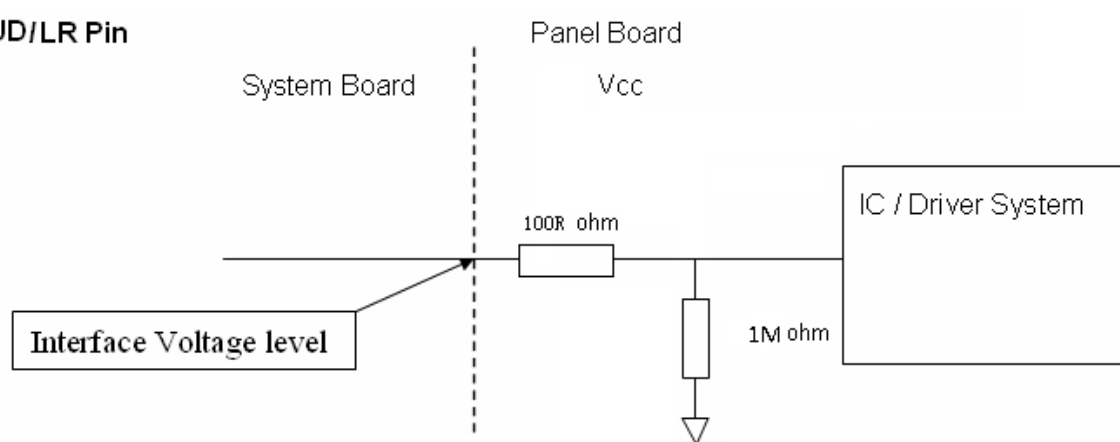 UD/LR Pin
Panel Board
System Board
Vcc
IC / Driver System
100R ohm
Interface Voltage level
1M ohm